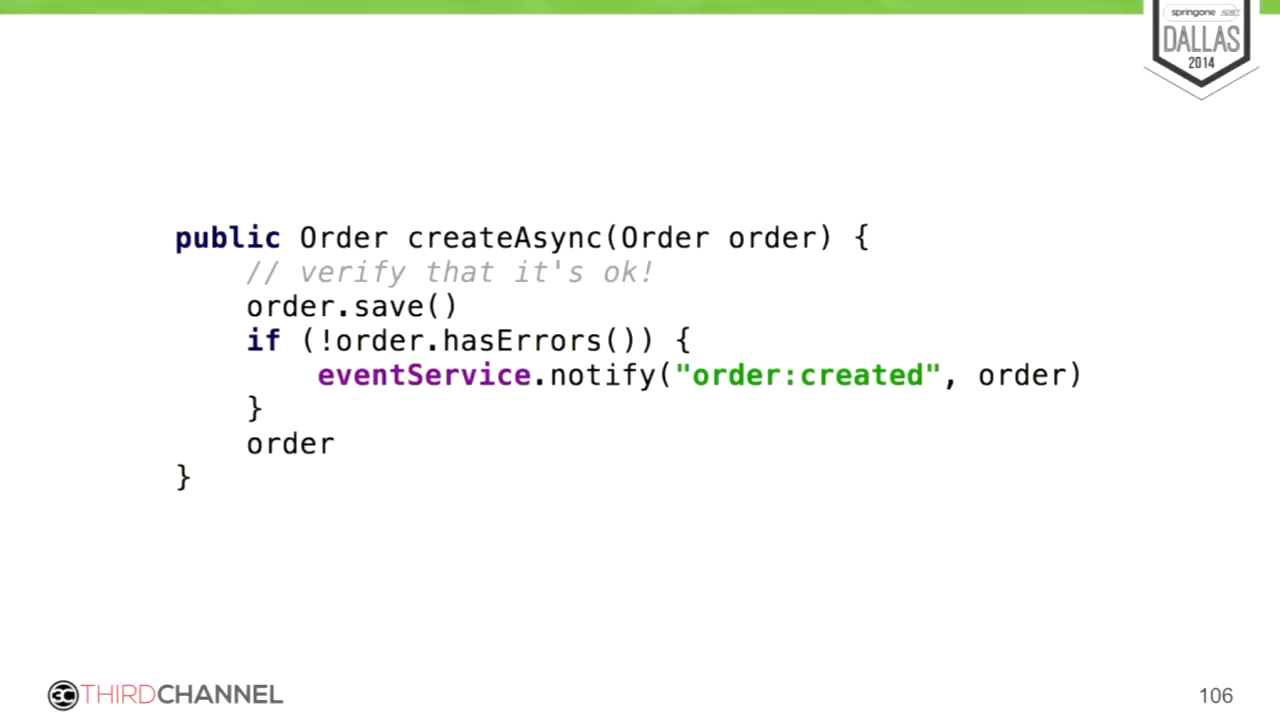 springone
DALLAS
2014
public Order createAsync(Order order) {
    // verify that it's ok!
    order.save()
    if (!order.hasErrors()) {
        eventService.notify("order:created", order)
    }
    order
}
3C THIRDCHANNEL
106